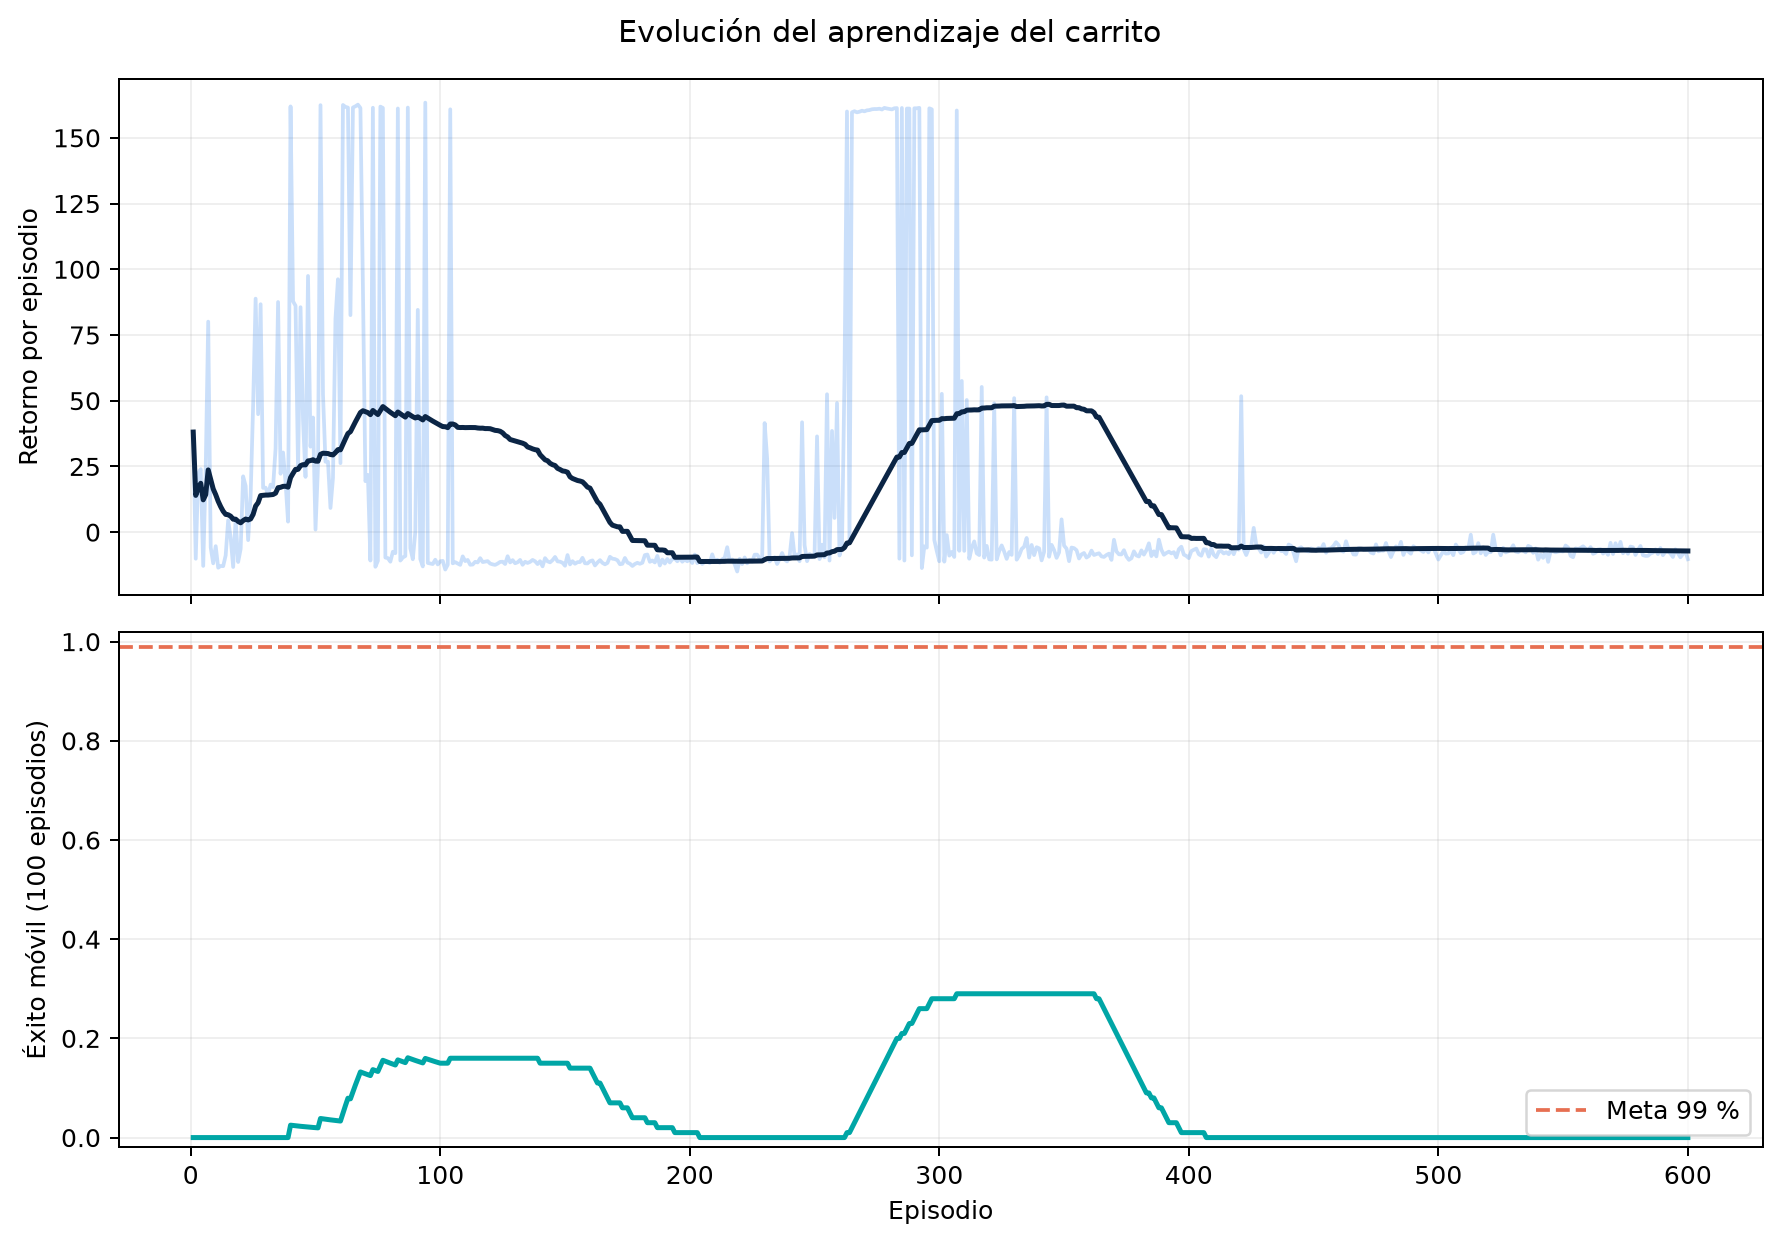 Evolución del aprendizaje del carrito
Retorno por episodio
150
125
100
75
50
25
0
Éxito móvil (100 episodios)
1.0
0.8
0.6
0.4
0.2
0.0
Meta 99 %
0 100 200 300 400 500 600
Episodio